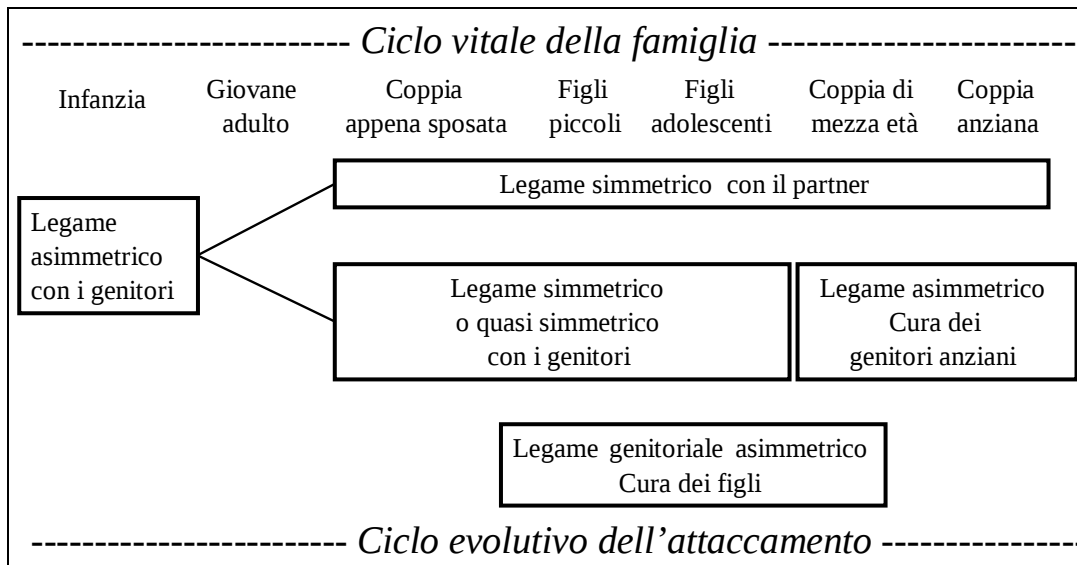 Ciclo vitale della famiglia
Infanzia
Giovane
adulto
Coppia
appena sposata
Figli
piccoli
Figli
adolescenti
Coppia di
mezza età
Coppia
anziana
Legame simmetrico con il partner
Legame
asimmetrico
con i genitori
Legame simmetrico
o quasi simmetrico
con i genitori
Legame asimmetrico
Cura dei
genitori anziani
Legame genitoriale asimmetrico
Cura dei figli
Ciclo evolutivo dell’attaccamento